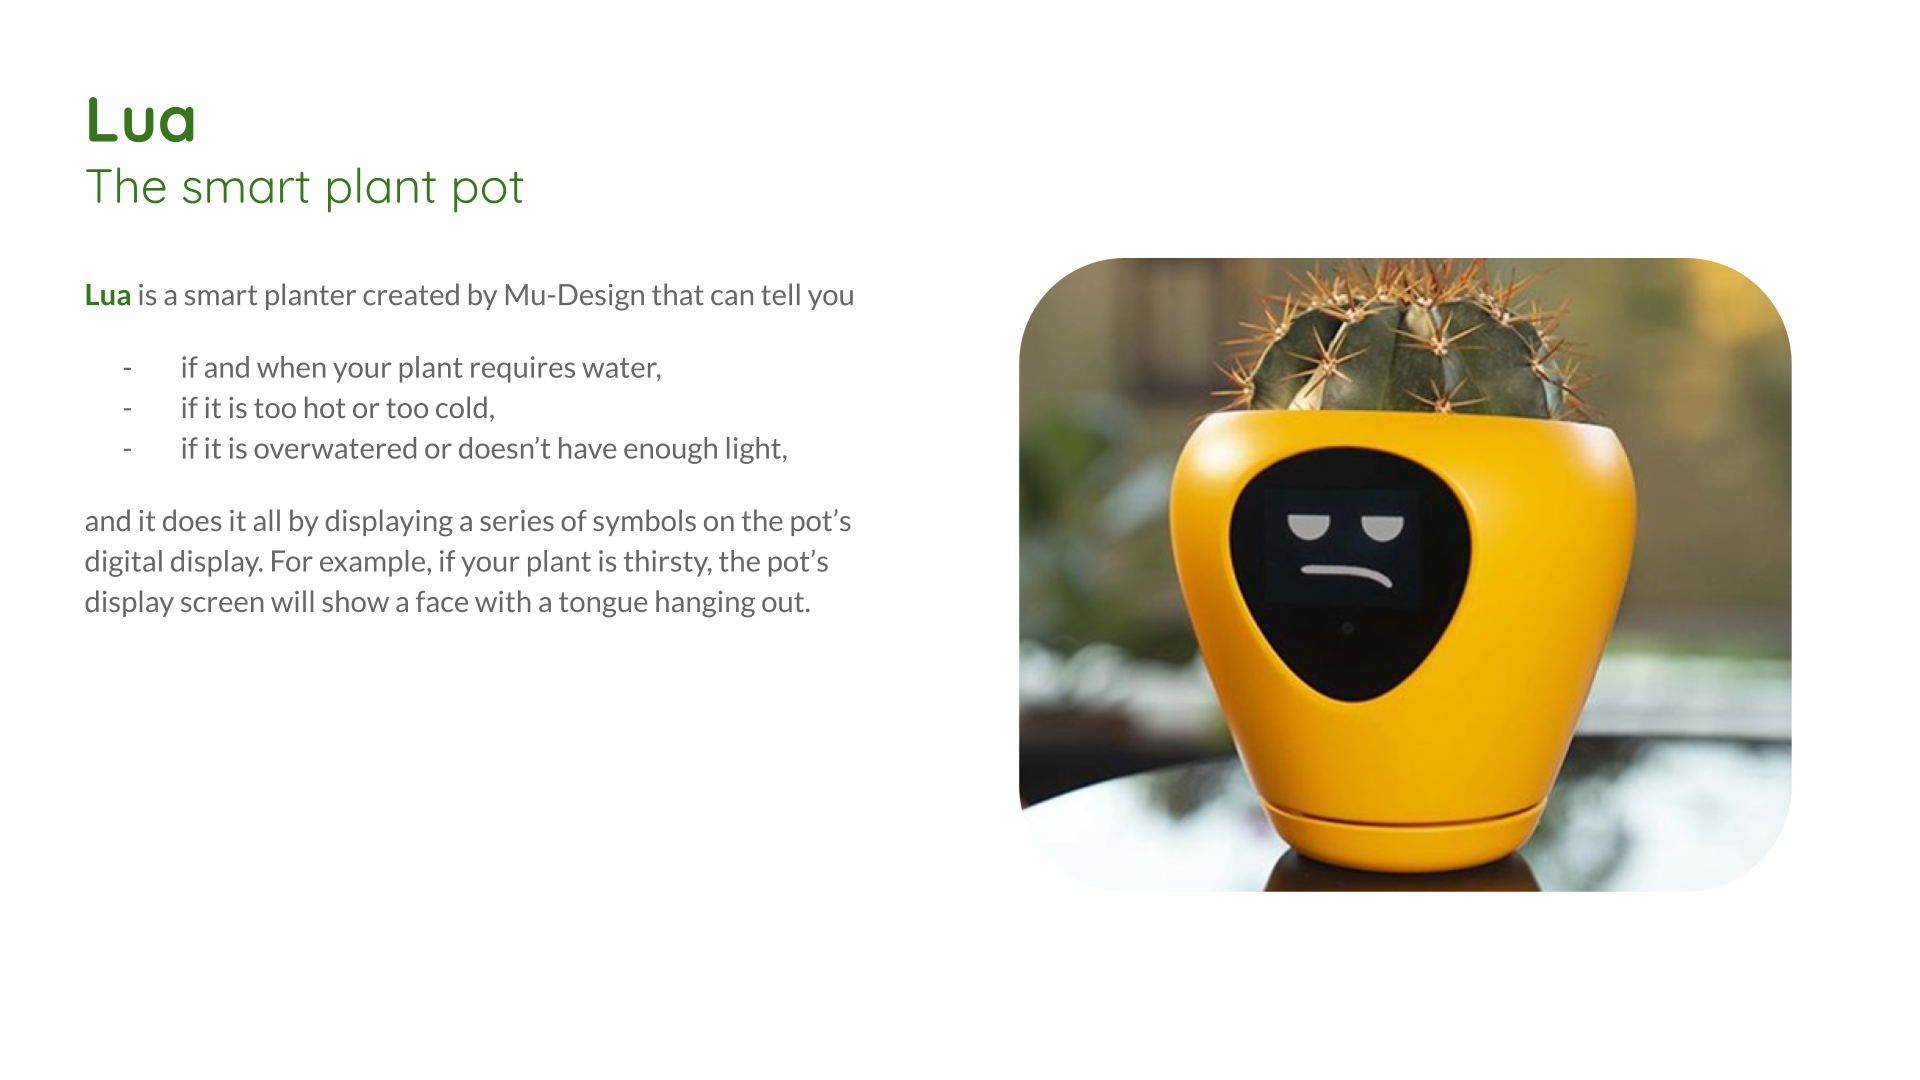 Lua
The smart plant pot
Lua is a smart planter created by Mu-Design that can tell you
- if and when your plant requires water,
- if it is too hot or too cold,
- if it is overwatered or doesn’t have enough light,
and it does it all by displaying a series of symbols on the pot’s
digital display. For example, if your plant is thirsty, the pot’s
display screen will show a face with a tongue hanging out.